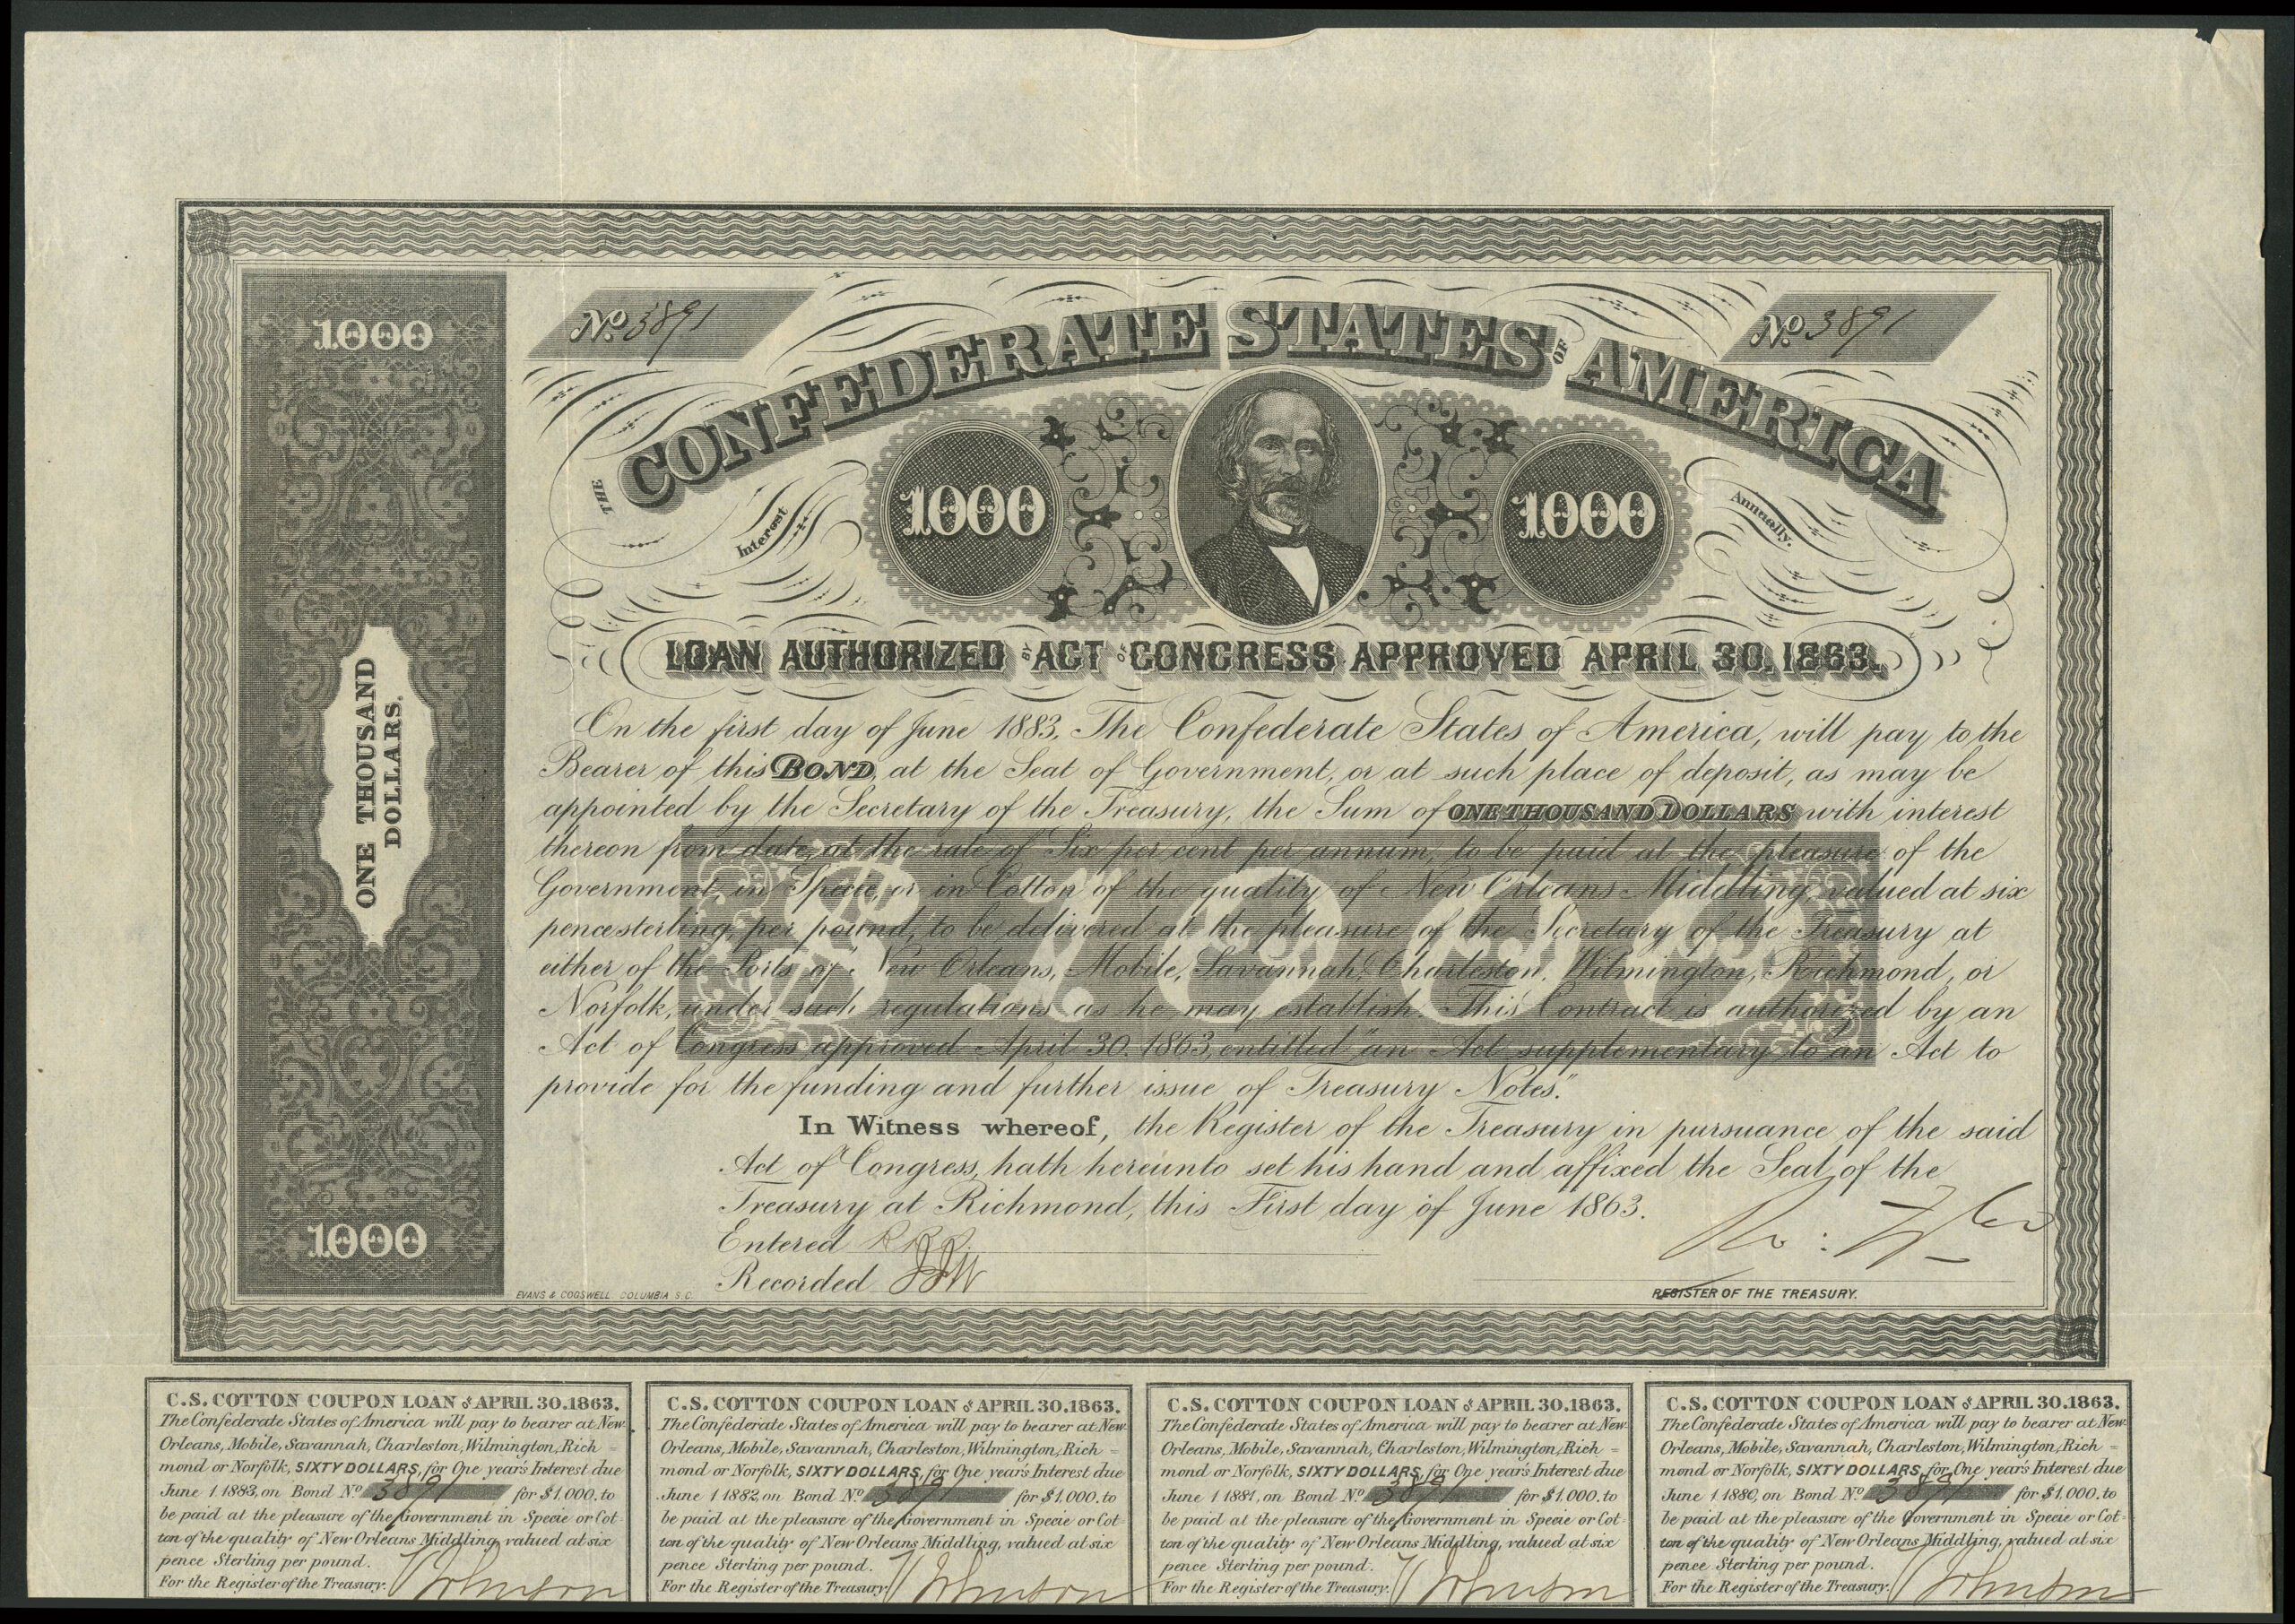 1000
ONE THOUSAND
DOLLARS.
1000
No. 3891
No. 3891
THE CONFEDERATE STATES OF AMERICA
Interest
Annually.
1000
1000
LOAN AUTHORIZED BY ACT OF CONGRESS APPROVED APRIL 30, 1863.
On the first day of June 1883, The Confederate States of America, will pay to the
Bearer of this BOND, at the Seat of Government, or at such place of deposit, as may be
appointed by the Secretary of the Treasury, the Sum of ONE THOUSAND DOLLARS with interest
thereon from date, at the rate of Six per cent per annum, to be paid at the pleasure of the
Government, in Specie, or in Cotton of the quality of New Orleans Middling, valued at six
pence sterling per pound, to be delivered at the pleasure of the Secretary of the Treasury at
either of the Ports of New Orleans, Mobile, Savannah, Charleston, Wilmington, Richmond, or
Norfolk, under such regulations as he may establish. This Contract is authorized by an
Act of Congress approved April 30. 1863, entitled "an Act supplementary to an Act to
provide for the funding and further issue of Treasury Notes."
$1000
In Witness whereof, the Register of the Treasury in pursuance of the said
Act of Congress, hath hereunto set his hand and affixed the Seal of the
Treasury at Richmond, this First day of June 1863.
Entered
Recorded
Ro: Tyler
EVANS & COGSWELL COLUMBIA S.C.
REGISTER OF THE TREASURY.
C.S. COTTON COUPON LOAN of APRIL 30.1863.
The Confederate States of America will pay to bearer at New
Orleans, Mobile, Savannah, Charleston, Wilmington, Rich =
mond or Norfolk, SIXTY DOLLARS, for One year's Interest due
June 1 1883, on Bond No. 3891 for $1,000. to
be paid at the pleasure of the Government in Specie or Cot-
ton of the quality of New Orleans Middling, valued at six
pence Sterling per pound.
For the Register of the Treasury. Johnson
C.S. COTTON COUPON LOAN of APRIL 30.1863.
The Confederate States of America will pay to bearer at New
Orleans, Mobile, Savannah, Charleston, Wilmington, Rich =
mond or Norfolk, SIXTY DOLLARS, for One year's Interest due
June 1 1882, on Bond No. 3891 for $1,000. to
be paid at the pleasure of the Government in Specie or Cot-
ton of the quality of New Orleans Middling, valued at six
pence Sterling per pound.
For the Register of the Treasury. Johnson
C.S. COTTON COUPON LOAN of APRIL 30.1863.
The Confederate States of America will pay to bearer at New
Orleans, Mobile, Savannah, Charleston, Wilmington, Rich =
mond or Norfolk, SIXTY DOLLARS, for One year's Interest due
June 1 1881, on Bond No. 3891 for $1,000. to
be paid at the pleasure of the Government in Specie or Cot-
ton of the quality of New Orleans Middling, valued at six
pence Sterling per pound.
For the Register of the Treasury. Johnson
C.S. COTTON COUPON LOAN of APRIL 30.1863.
The Confederate States of America will pay to bearer at New
Orleans, Mobile, Savannah, Charleston, Wilmington, Rich =
mond or Norfolk, SIXTY DOLLARS, for One year's Interest due
June 1 1880, on Bond No. 3891 for $1,000. to
be paid at the pleasure of the Government in Specie or Cot=
ton of the quality of New Orleans Middling, valued at six
pence Sterling per pound.
For the Register of the Treasury. Johnson